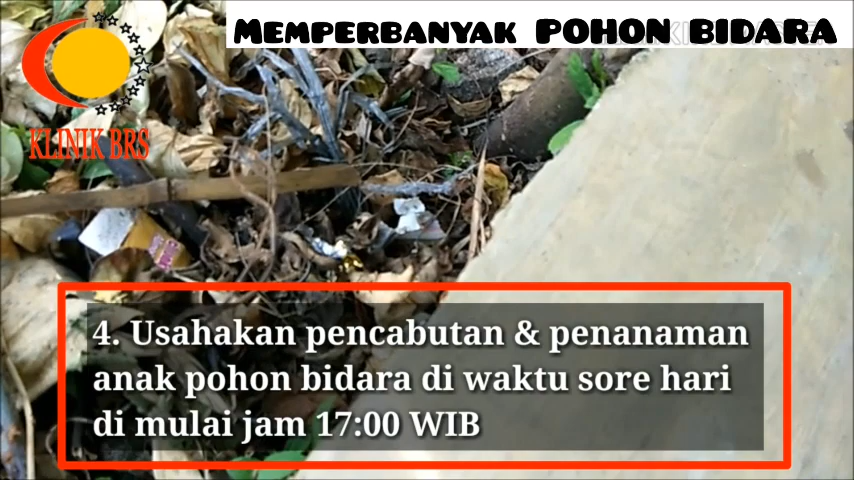 MEMPERBANYAK POHON BIDARA
KLINIK BRS
4. Usahakan pencabutan & penanaman
anak pohon bidara di waktu sore hari
di mulai jam 17:00 WIB